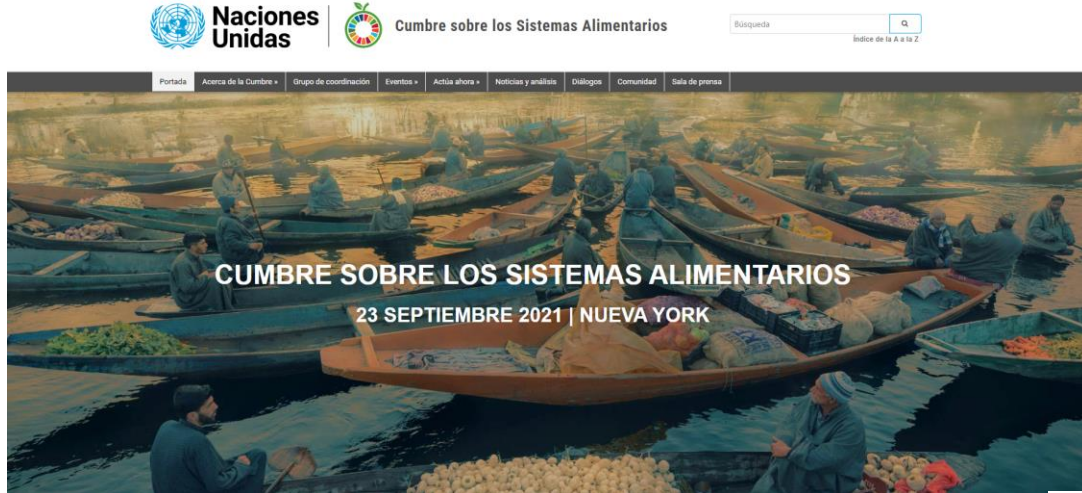 Naciones
Unidas
Cumbre sobre los Sistemas Alimentarios
Búsqueda
Índice de la A a la Z
Portada Acerca de la Cumbre » Grupo de coordinación Eventos » Actúa ahora » Noticias y análisis Diálogos Comunidad Sala de prensa
CUMBRE SOBRE LOS SISTEMAS ALIMENTARIOS
23 SEPTIEMBRE 2021 | NUEVA YORK